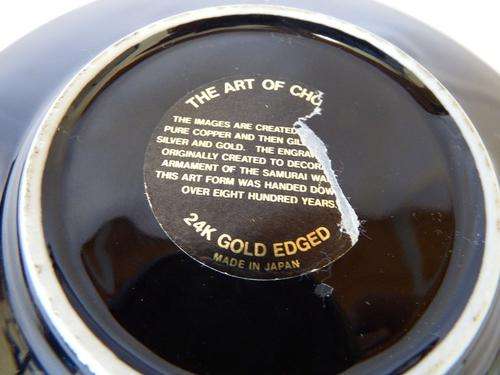 THE ART OF CHO
THE IMAGES ARE CREATED
PURE COPPER AND THEN GIL
SILVER AND GOLD. THE ENGRA
ORIGINALLY CREATED TO DECORA
ARMAMENT OF THE SAMURAI WA
THIS ART FORM WAS HANDED DOW
OVER EIGHT HUNDRED YEARS.
24K GOLD EDGED
MADE IN JAPAN